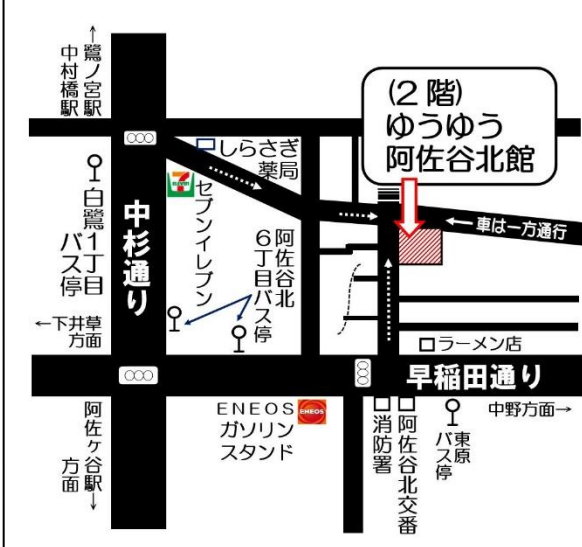 ←鷺ノ宮駅
中村橋駅
(2階)
ゆうゆう
阿佐谷北館
しらさぎ
薬局
セブンイレブン
白鷺1丁目
バス停
中杉通り
阿佐谷北
6丁目バス停
←車は一方通行
←下井草
方面
ラーメン店
早稲田通り
ENEOS
ガソリン
スタンド
ENEOS
消防署
阿佐谷北交番
東原
バス停
中野方面→
阿佐ヶ谷駅→
方面